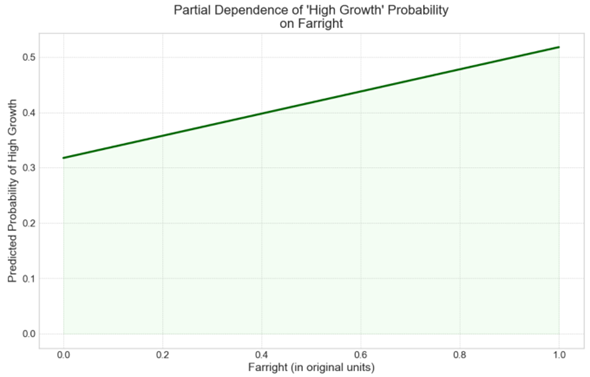 Partial Dependence of 'High Growth' Probability
on Farright
Predicted Probability of High Growth
0.5
0.4
0.3
0.2
0.1
0.0
0.0 0.2 0.4 0.6 0.8 1.0
Farright (in original units)